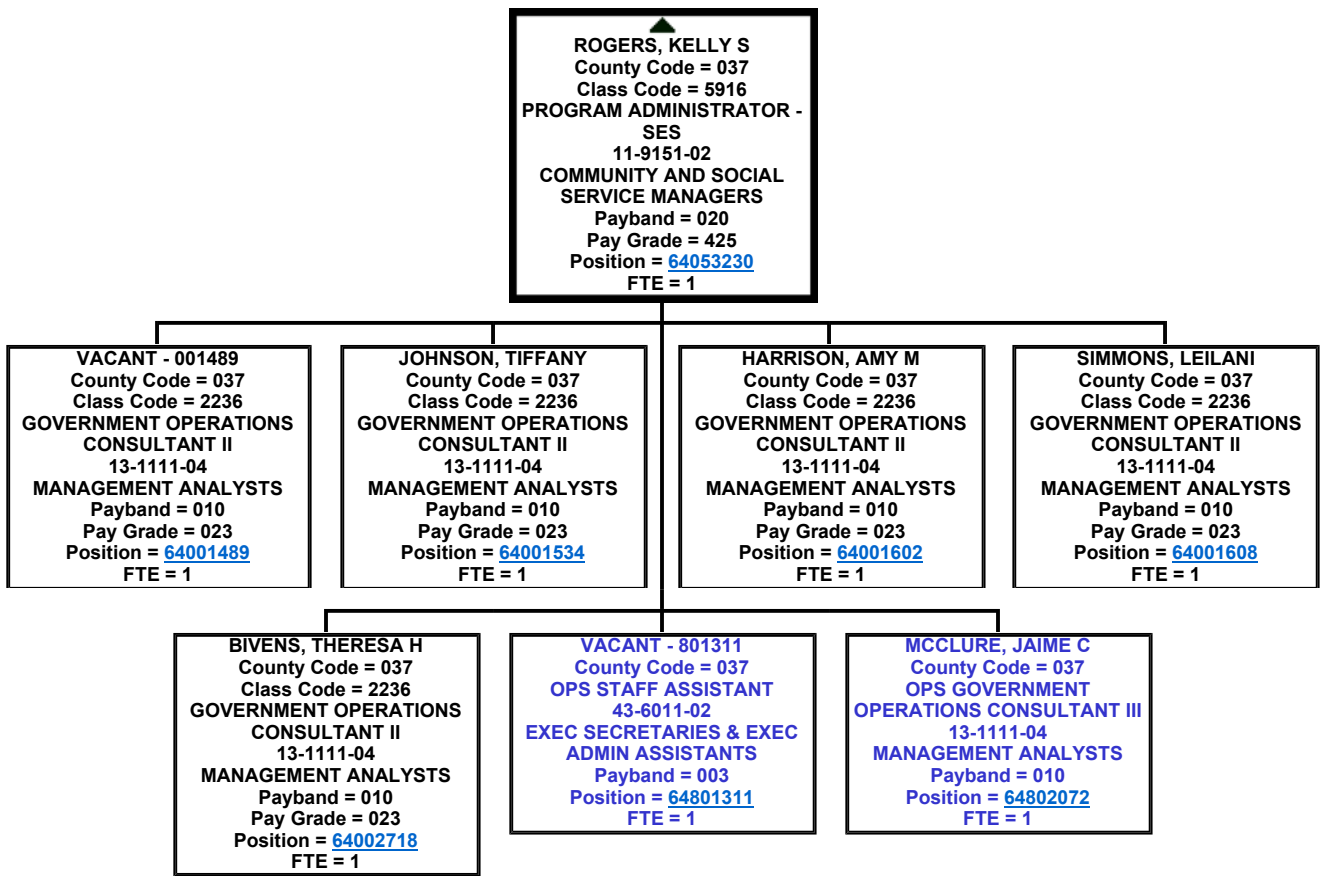 ROGERS, KELLY S
County Code = 037
Class Code = 5916
PROGRAM ADMINISTRATOR -
SES
11-9151-02
COMMUNITY AND SOCIAL
SERVICE MANAGERS
Payband = 020
Pay Grade = 425
Position = 64053230
FTE = 1
VACANT - 001489
County Code = 037
Class Code = 2236
GOVERNMENT OPERATIONS
CONSULTANT II
13-1111-04
MANAGEMENT ANALYSTS
Payband = 010
Pay Grade = 023
Position = 64001489
FTE = 1
JOHNSON, TIFFANY
County Code = 037
Class Code = 2236
GOVERNMENT OPERATIONS
CONSULTANT II
13-1111-04
MANAGEMENT ANALYSTS
Payband = 010
Pay Grade = 023
Position = 64001534
FTE = 1
HARRISON, AMY M
County Code = 037
Class Code = 2236
GOVERNMENT OPERATIONS
CONSULTANT II
13-1111-04
MANAGEMENT ANALYSTS
Payband = 010
Pay Grade = 023
Position = 64001602
FTE = 1
SIMMONS, LEILANI
County Code = 037
Class Code = 2236
GOVERNMENT OPERATIONS
CONSULTANT II
13-1111-04
MANAGEMENT ANALYSTS
Payband = 010
Pay Grade = 023
Position = 64001608
FTE = 1
BIVENS, THERESA H
County Code = 037
Class Code = 2236
GOVERNMENT OPERATIONS
CONSULTANT II
13-1111-04
MANAGEMENT ANALYSTS
Payband = 010
Pay Grade = 023
Position = 64002718
FTE = 1
VACANT - 801311
County Code = 037
OPS STAFF ASSISTANT
43-6011-02
EXEC SECRETARIES & EXEC
ADMIN ASSISTANTS
Payband = 003
Position = 64801311
FTE = 1
MCCLURE, JAIME C
County Code = 037
OPS GOVERNMENT
OPERATIONS CONSULTANT III
13-1111-04
MANAGEMENT ANALYSTS
Payband = 010
Position = 64802072
FTE = 1